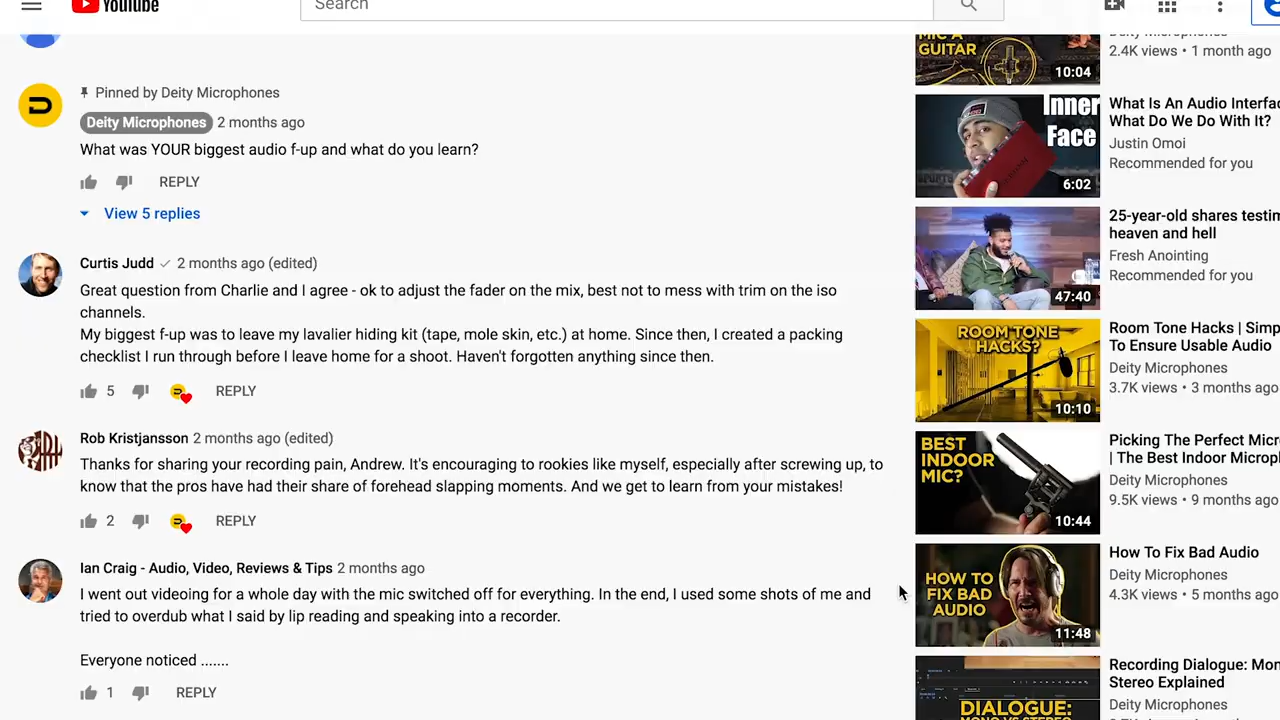 YouTube
Search
Pinned by Deity Microphones
Deity Microphones 2 months ago
What was YOUR biggest audio f-up and what do you learn?
REPLY
View 5 replies
Curtis Judd 2 months ago (edited)
Great question from Charlie and I agree - ok to adjust the fader on the mix, best not to mess with trim on the iso
channels.
My biggest f-up was to leave my lavalier hiding kit (tape, mole skin, etc.) at home. Since then, I created a packing
checklist I run through before I leave home for a shoot. Haven't forgotten anything since then.
5 REPLY
Rob Kristjansson 2 months ago (edited)
Thanks for sharing your recording pain, Andrew. It's encouraging to rookies like myself, especially after screwing up, to
know that the pros have had their share of forehead slapping moments. And we get to learn from your mistakes!
2 REPLY
Ian Craig - Audio, Video, Reviews & Tips 2 months ago
I went out videoing for a whole day with the mic switched off for everything. In the end, I used some shots of me and
tried to overdub what I said by lip reading and speaking into a recorder.
Everyone noticed .......
1 REPLY
MIC A
GUITAR
10:04
Deity Microphones
2.4K views • 1 month ago
Inner
Face
6:02
What Is An Audio Interfa
What Do We Do With It?
Justin Omoi
Recommended for you
47:40
25-year-old shares testim
heaven and hell
Fresh Anointing
Recommended for you
ROOM TONE
HACKS?
10:10
Room Tone Hacks | Simp
To Ensure Usable Audio
Deity Microphones
3.7K views • 3 months ago
BEST
INDOOR
MIC?
10:44
Picking The Perfect Micr
| The Best Indoor Microph
Deity Microphones
9.5K views • 9 months ago
HOW TO
FIX BAD
AUDIO
11:48
How To Fix Bad Audio
Deity Microphones
4.3K views • 5 months ago
DIALOGUE:
MONO VS STEREO
Recording Dialogue: Mon
Stereo Explained
Deity Microphones